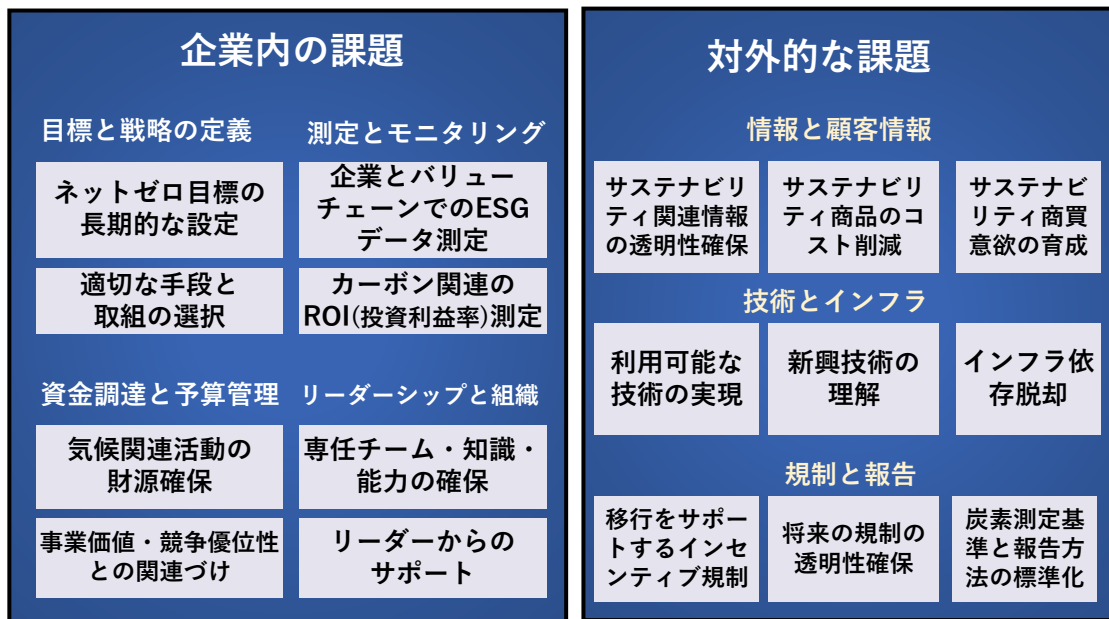 企業内の課題
目標と戦略の定義
ネットゼロ目標の
長期的な設定
適切な手段と
取組の選択
測定とモニタリング
企業とバリュー
チェーンでのESG
データ測定
カーボン関連の
ROI(投資利益率)測定
資金調達と予算管理
気候関連活動の
財源確保
事業価値・競争優位性
との関連づけ
リーダーシップと組織
専任チーム・知識・
能力の確保
リーダーからの
サポート
対外的な課題
情報と顧客情報
サステナビリ
ティ関連情報
の透明性確保
サステナビリ
ティ商品のコ
スト削減
サステナビ
リティ商買
意欲の育成
技術とインフラ
利用可能な
技術の実現
新興技術の
理解
インフラ依
存脱却
規制と報告
移行をサポー
トするインセ
ンティブ規制
将来の規制の
透明性確保
炭素測定基
準と報告方
法の標準化